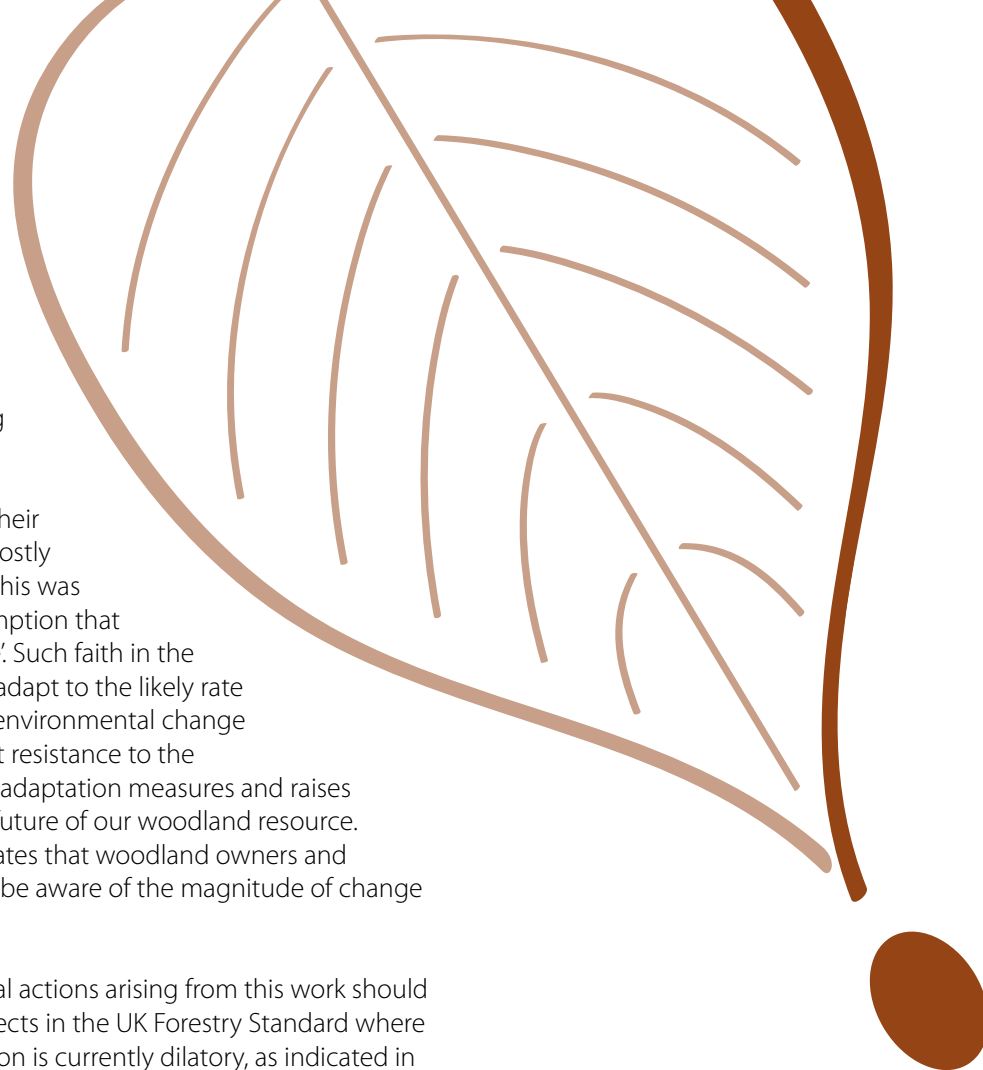 g
heir
ostly
his was
nption that
'. Such faith in the
adapt to the likely rate
environmental change
t resistance to the
adaptation measures and raises
uture of our woodland resource.
ates that woodland owners and
be aware of the magnitude of change
al actions arising from this work should
ects in the UK Forestry Standard where
on is currently dilatory, as indicated in